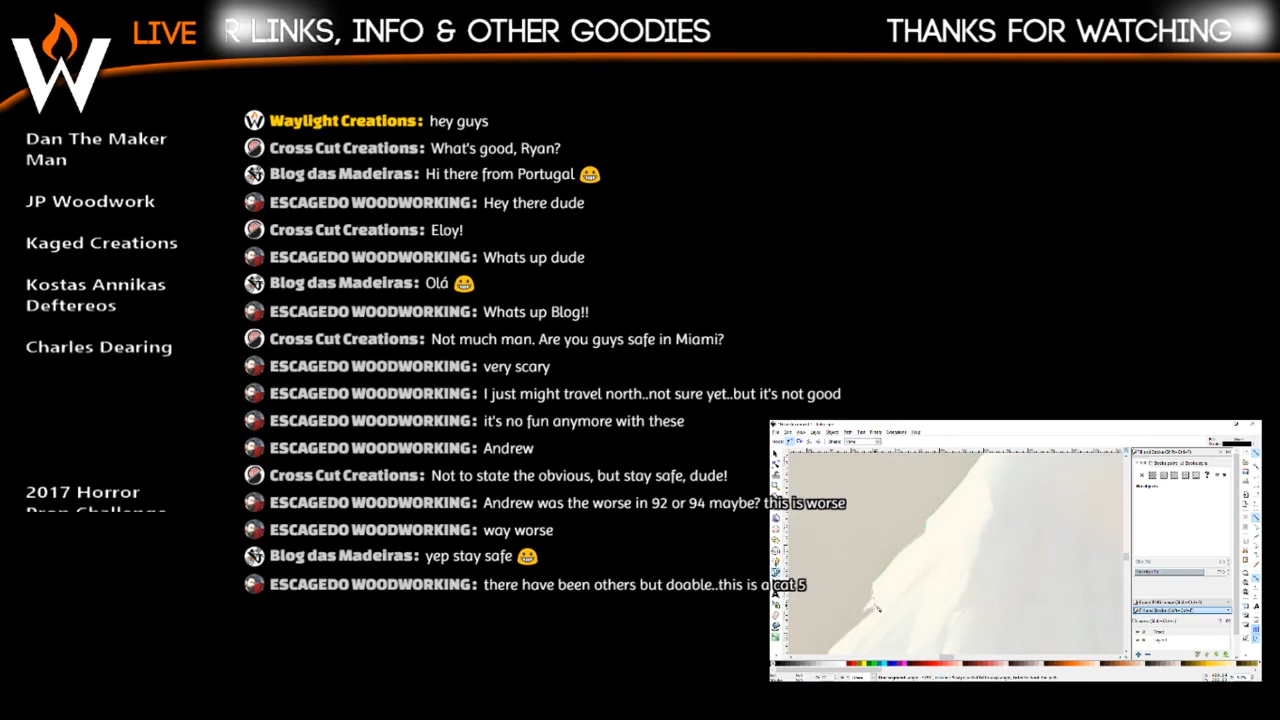 LIVE
R LINKS, INFO & OTHER GOODIES
THANKS FOR WATCHING
W
Dan The Maker
Man
JP Woodwork
Kaged Creations
Kostas Annikas
Deftereos
Charles Dearing
2017 Horror
Prop Challenge
Waylight Creations: hey guys
Cross Cut Creations: What's good, Ryan?
Blog das Madeiras: Hi there from Portugal 😀
ESCAGEDO WOODWORKING: Hey there dude
Cross Cut Creations: Eloy!
ESCAGEDO WOODWORKING: Whats up dude
Blog das Madeiras: Olá 😀
ESCAGEDO WOODWORKING: Whats up Blog!!
Cross Cut Creations: Not much man. Are you guys safe in Miami?
ESCAGEDO WOODWORKING: very scary
ESCAGEDO WOODWORKING: I just might travel north..not sure yet..but it's not good
ESCAGEDO WOODWORKING: it's no fun anymore with these
ESCAGEDO WOODWORKING: Andrew
Cross Cut Creations: Not to state the obvious, but stay safe, dude!
ESCAGEDO WOODWORKING: Andrew was the worse in 92 or 94 maybe? this is worse
ESCAGEDO WOODWORKING: way worse
Blog das Madeiras: yep stay safe 😀
ESCAGEDO WOODWORKING: there have been others but doable..this is a cat 5